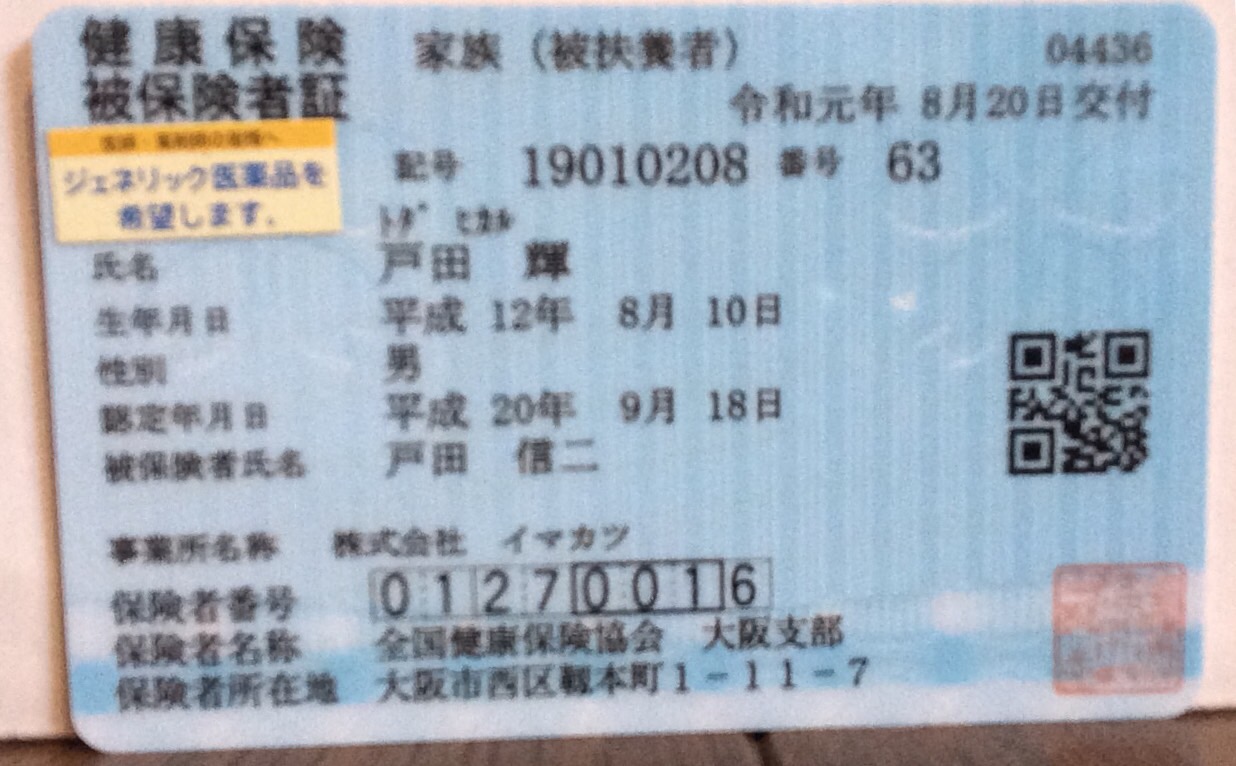 健康保険 家族（被扶養者） 04436
被保険者証 令和元年 8月20日交付
ジェネリック医薬品を
希望します。
記号 19010208 番号 63
ﾄﾀﾞ ﾋｶﾙ
氏名 戸田 輝
生年月日 平成 12年 8月 10日
性別 男
認定年月日 平成 20年 9月 18日
被保険者氏名 戸田 信二
事業所名称 株式会社 イマカツ
保険者番号 01270016
保険者名称 全国健康保険協会 大阪支部
保険者所在地 大阪市西区靱本町1-11-7